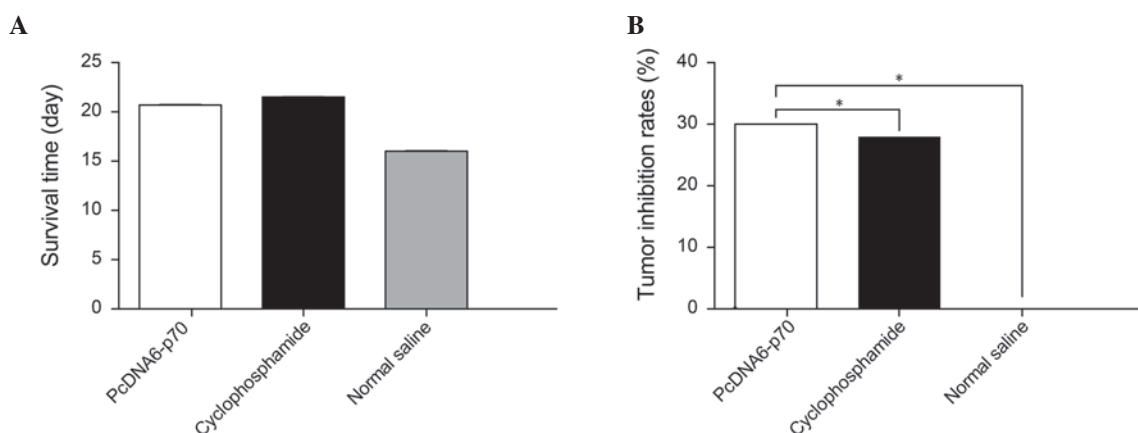 A
Survival time (day)
25
20
15
10
5
0
PcDNA6-p70
Cyclophosphamide
Normal saline
B
Tumor inhibition rates (%)
40
30
30
10
0
*
*
PcDNA6-p70
Cyclophosphamide
Normal saline